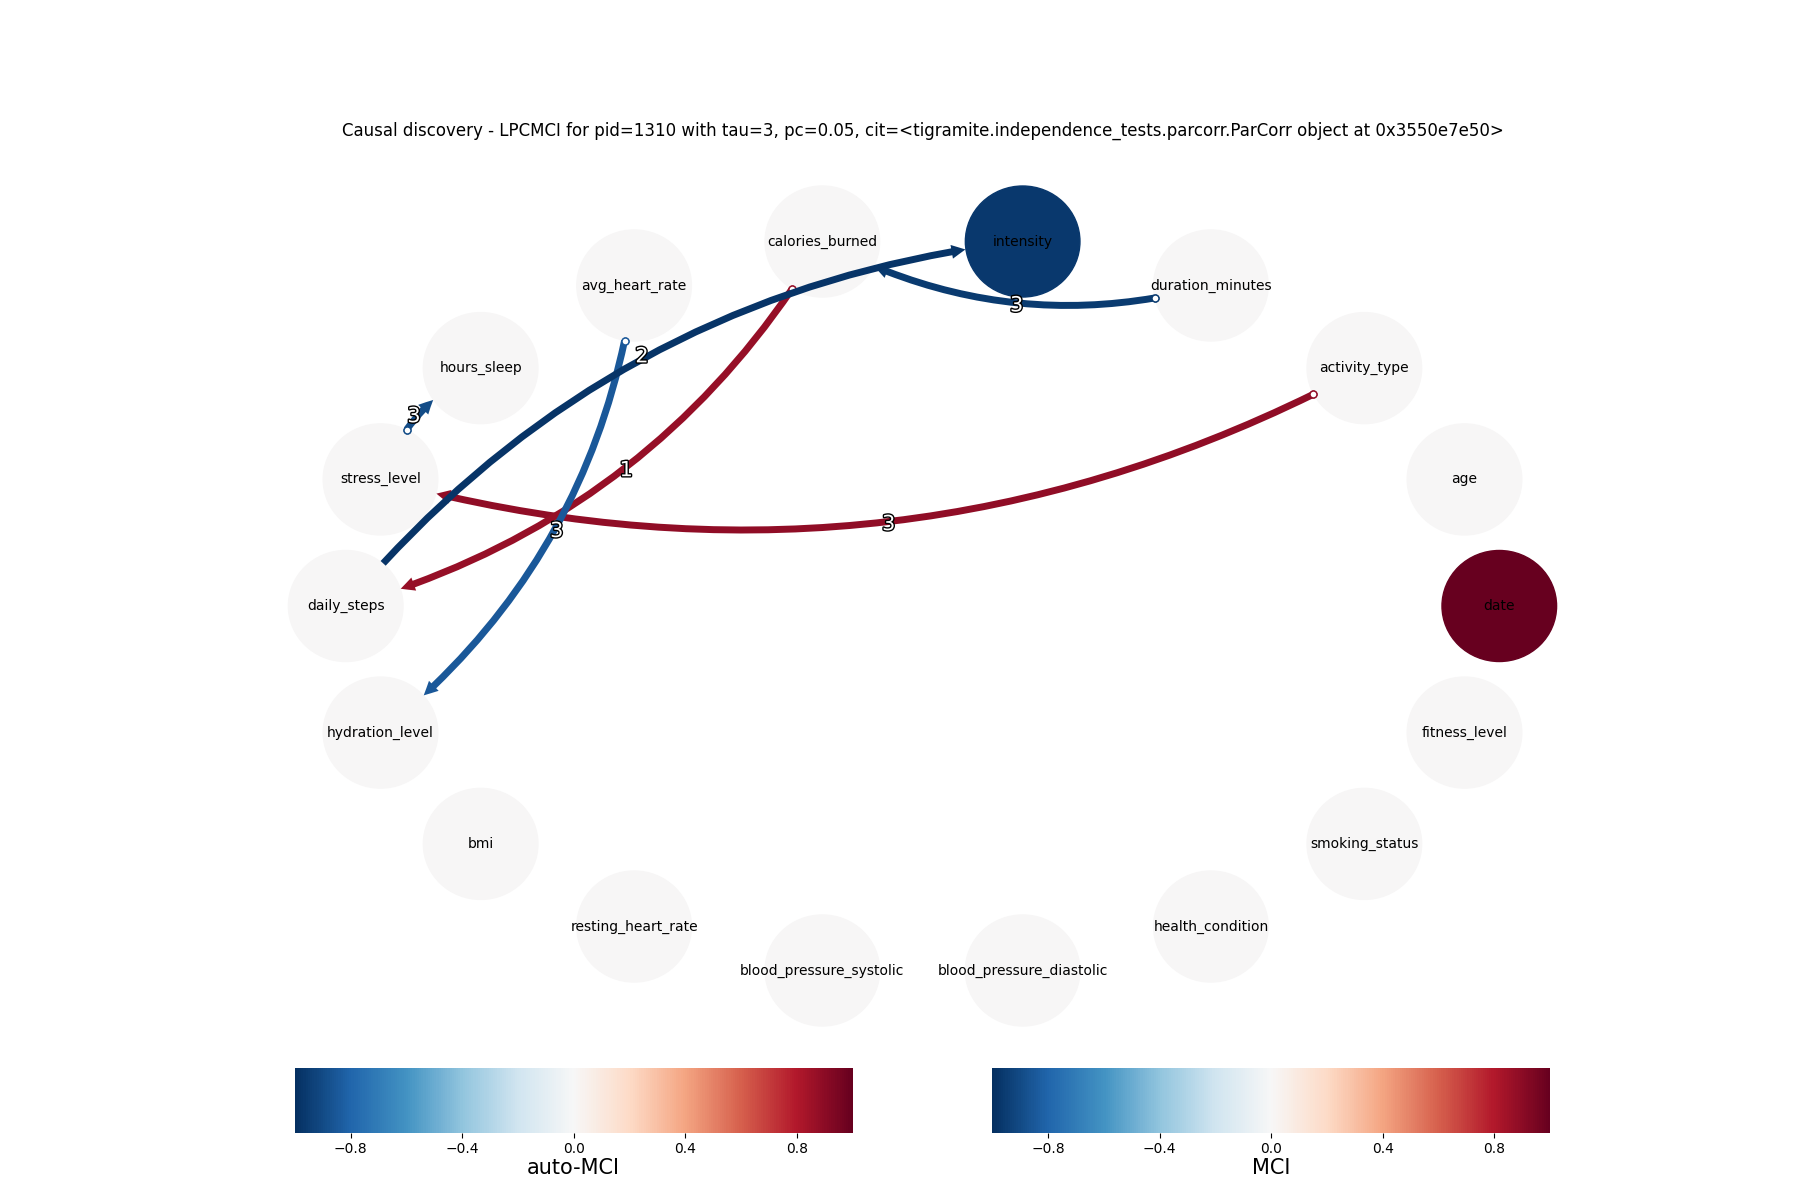 Causal discovery - LPCMCI for pid=1310 with tau=3, pc=0.05, cit=<tigramite.independence_tests.parcorr.ParCorr object at 0x3550e7e50>
calories_burned
intensity
avg_heart_rate
duration_minutes
3
2
hours_sleep
activity_type
3
stress_level
1
age
3
3
daily_steps
date
hydration_level
fitness_level
bmi
smoking_status
resting_heart_rate
health_condition
blood_pressure_systolic
blood_pressure_diastolic
−0.8 −0.4 0.0 0.4 0.8
auto-MCI
−0.8 −0.4 0.0 0.4 0.8
MCI